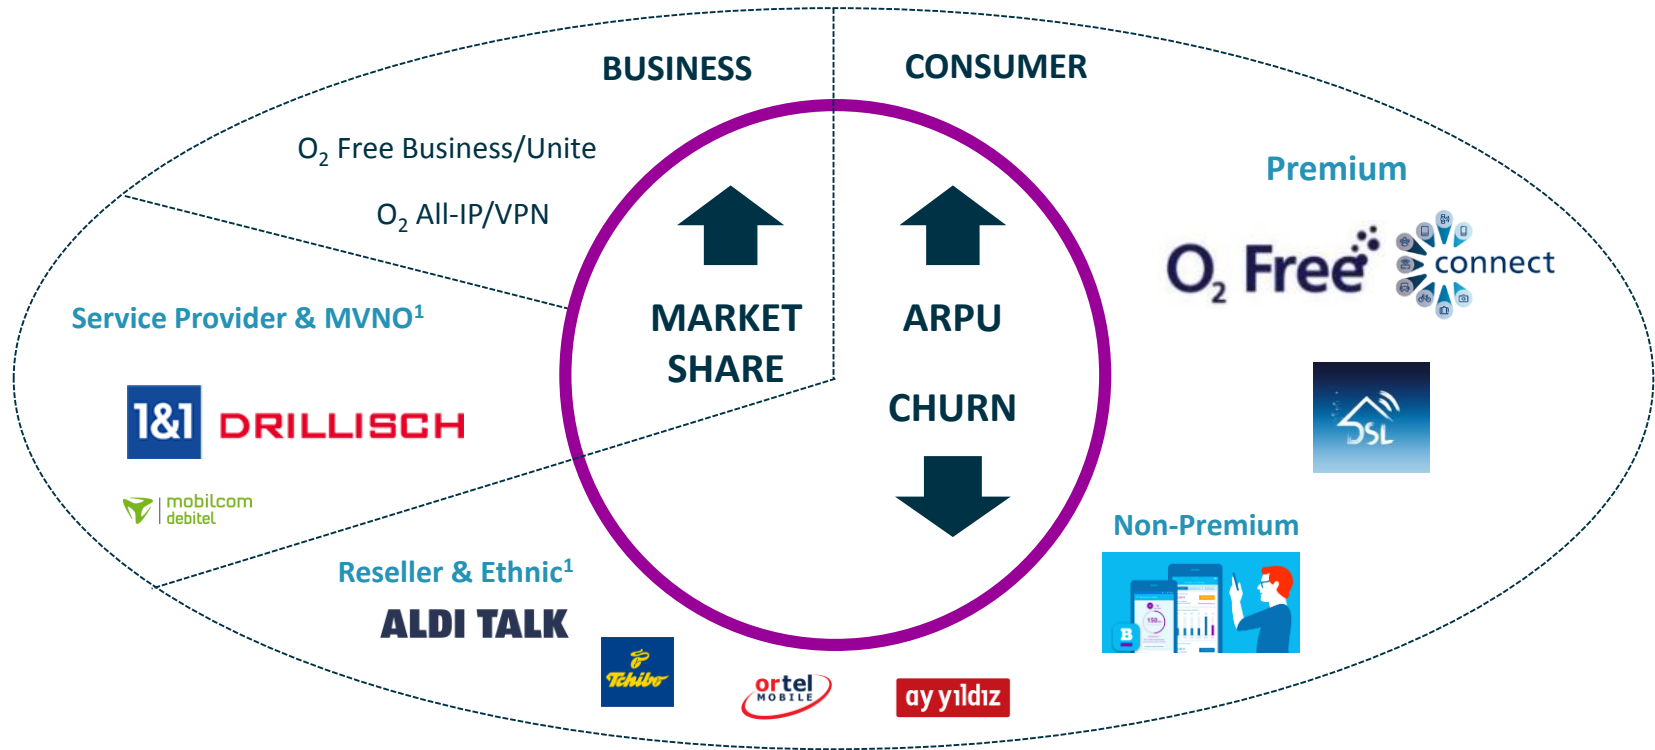 BUSINESS
CONSUMER
O₂ Free Business/Unite
O₂ All-IP/VPN
Service Provider & MVNO¹
1&1 DRILLISCH
mobilcom
debitel
MARKET
SHARE
ARPU
CHURN
Premium
O₂ Free
connect
DSL
Non-Premium
B
Reseller & Ethnic¹
ALDI TALK
Tchibo
ortel
MOBILE
ay yıldız